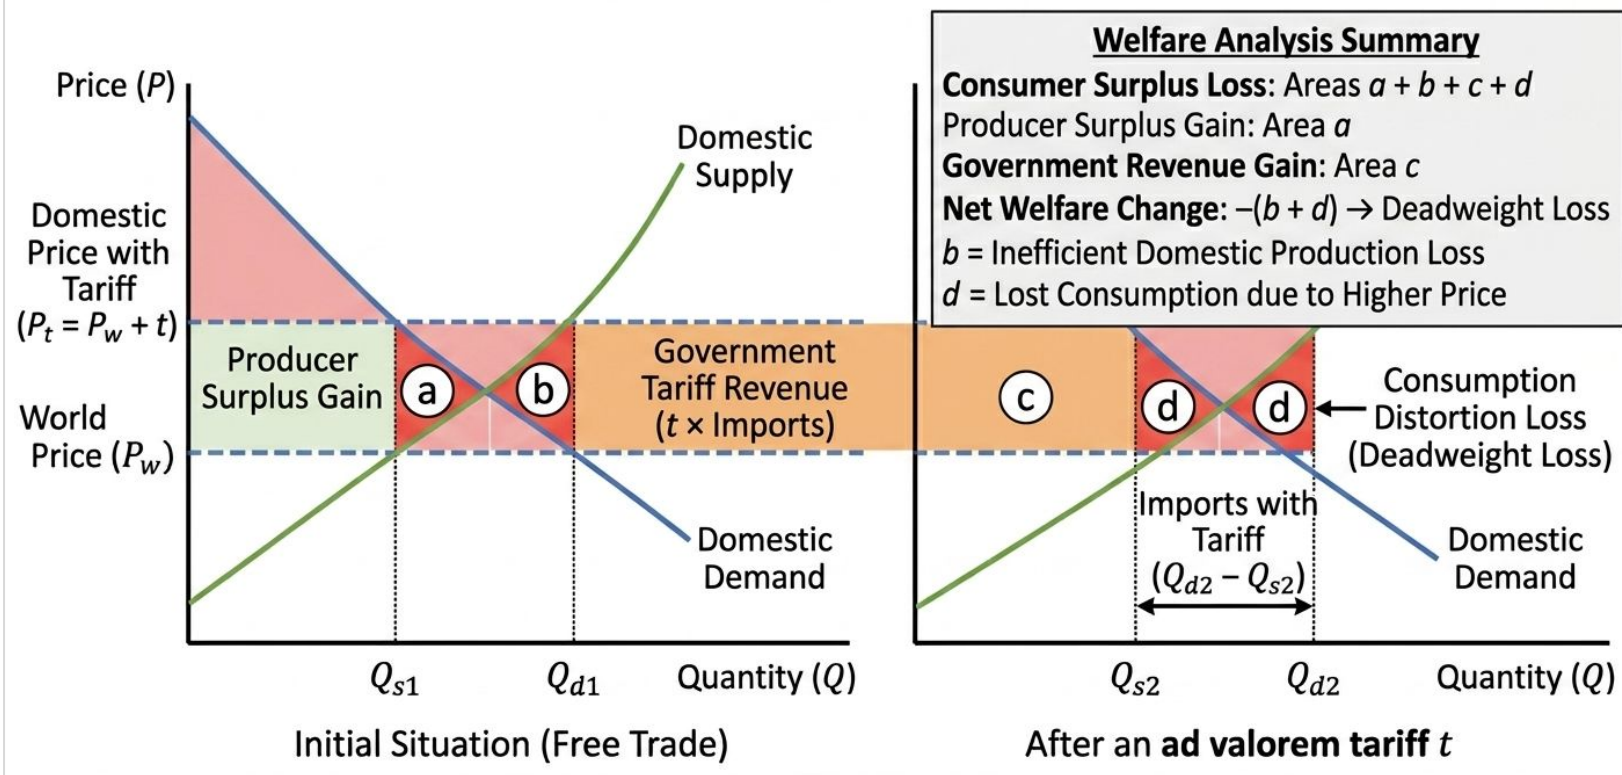 Welfare Analysis Summary
Consumer Surplus Loss: Areas a + b + c + d
Producer Surplus Gain: Area a
Government Revenue Gain: Area c
Net Welfare Change: –(b + d) → Deadweight Loss
b = Inefficient Domestic Production Loss
d = Lost Consumption due to Higher Price
Price (P)
Domestic
Supply
Domestic
Price with
Tariff
(Pt = Pw + t)
Producer
Surplus Gain
a
b
Government
Tariff Revenue
(t × Imports)
c
d
d
Consumption
Distortion Loss
(Deadweight Loss)
World
Price (Pw)
Domestic
Demand
Imports with
Tariff
(Qd2 – Qs2)
Domestic
Demand
Qs1
Qd1
Quantity (Q)
Qs2
Qd2
Quantity (Q)
Initial Situation (Free Trade)
After an ad valorem tariff t